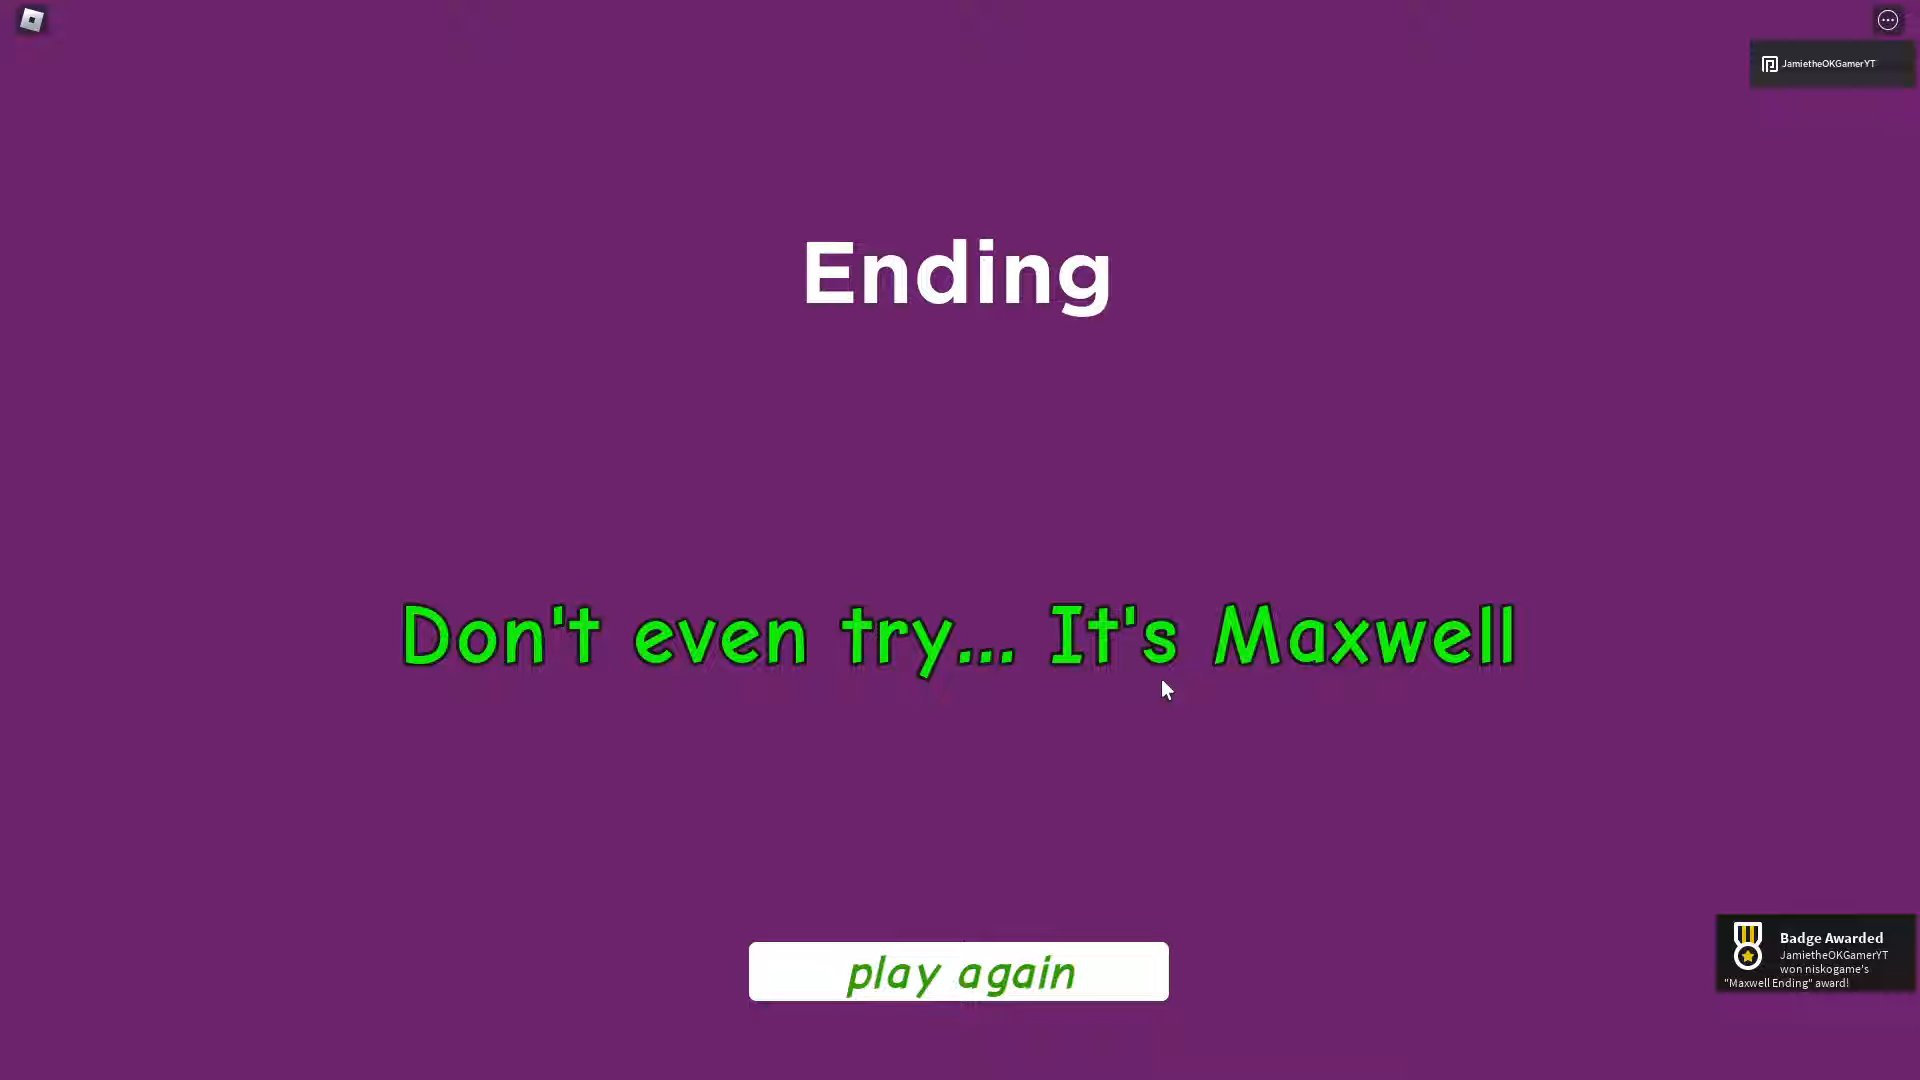 JamietheOKGamerYT
Ending
Don't even try... It's Maxwell
play again
Badge Awarded
JamietheOKGamerYT
won niskogame's
"Maxwell Ending" award!